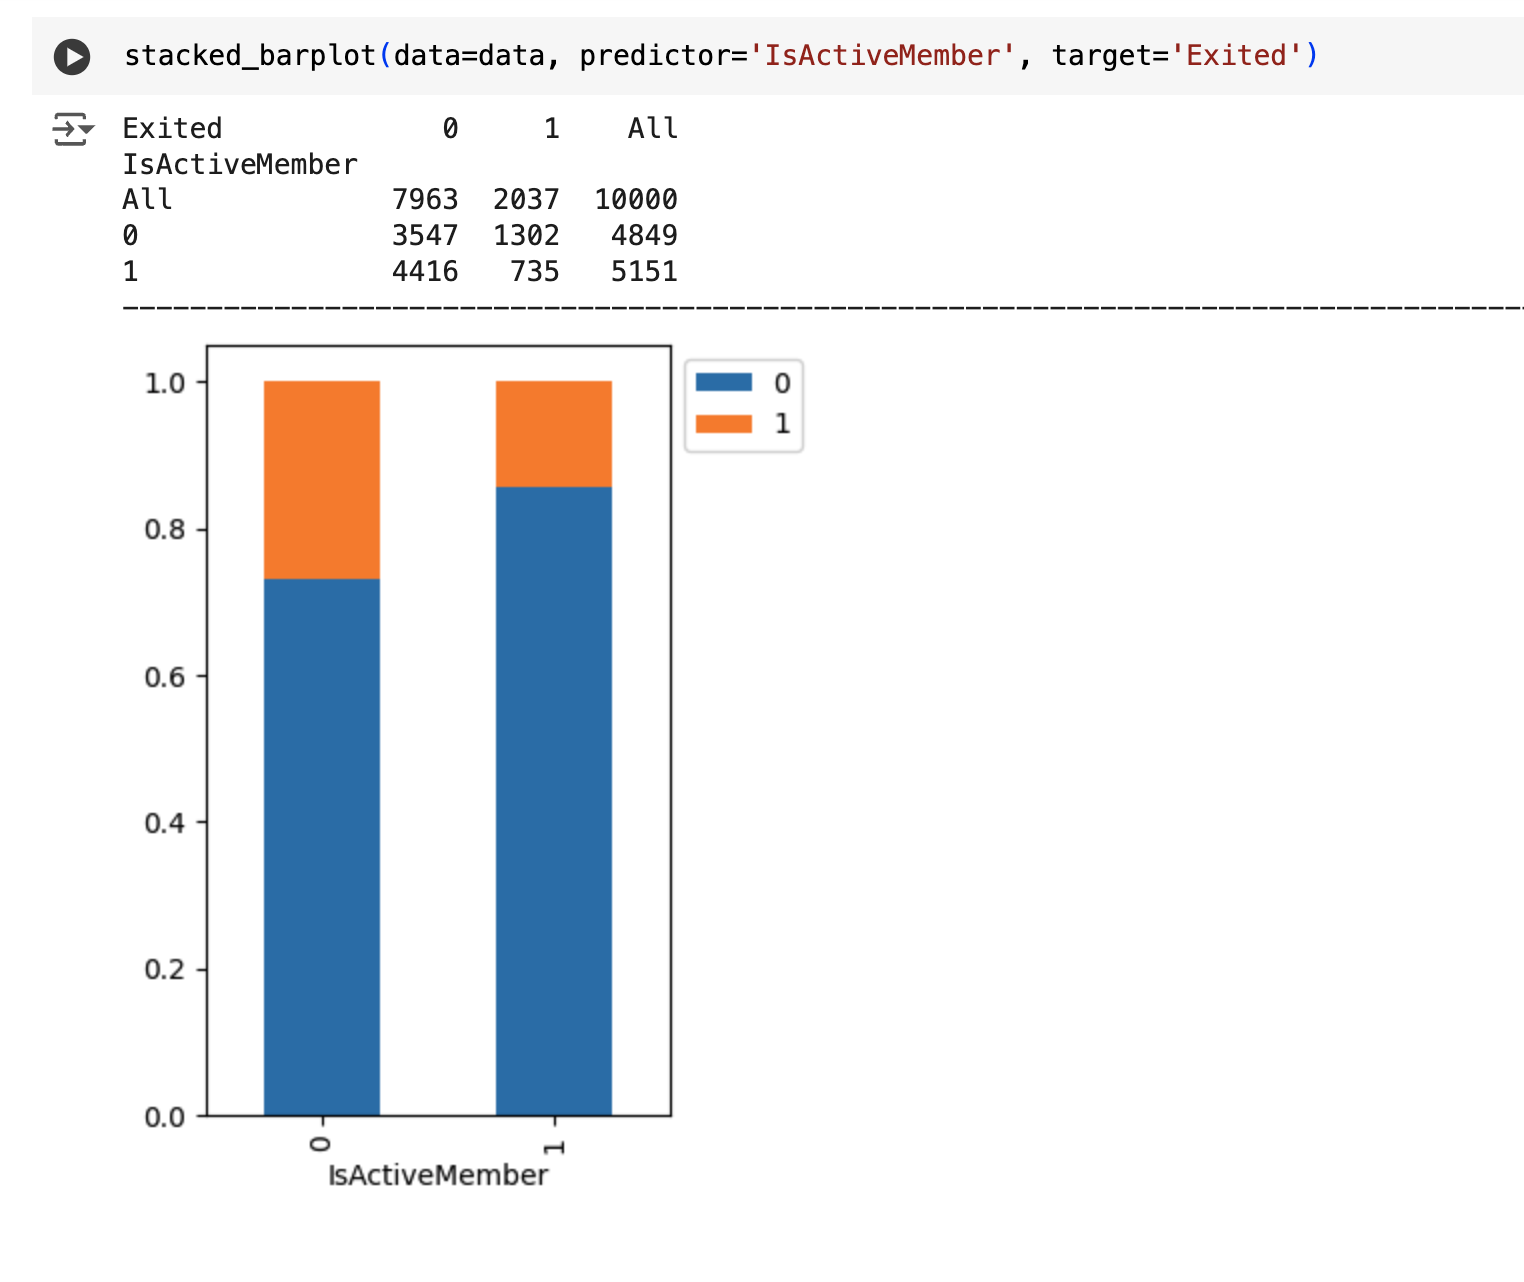 stacked_barplot(data=data, predictor='IsActiveMember', target='Exited')
Exited 0 1 All
IsActiveMember
All 7963 2037 10000
0 3547 1302 4849
1 4416 735 5151
------------------------------------------------------------------------------------
0
1
1.0
0.8
0.6
0.4
0.2
0.0
0 1
IsActiveMember